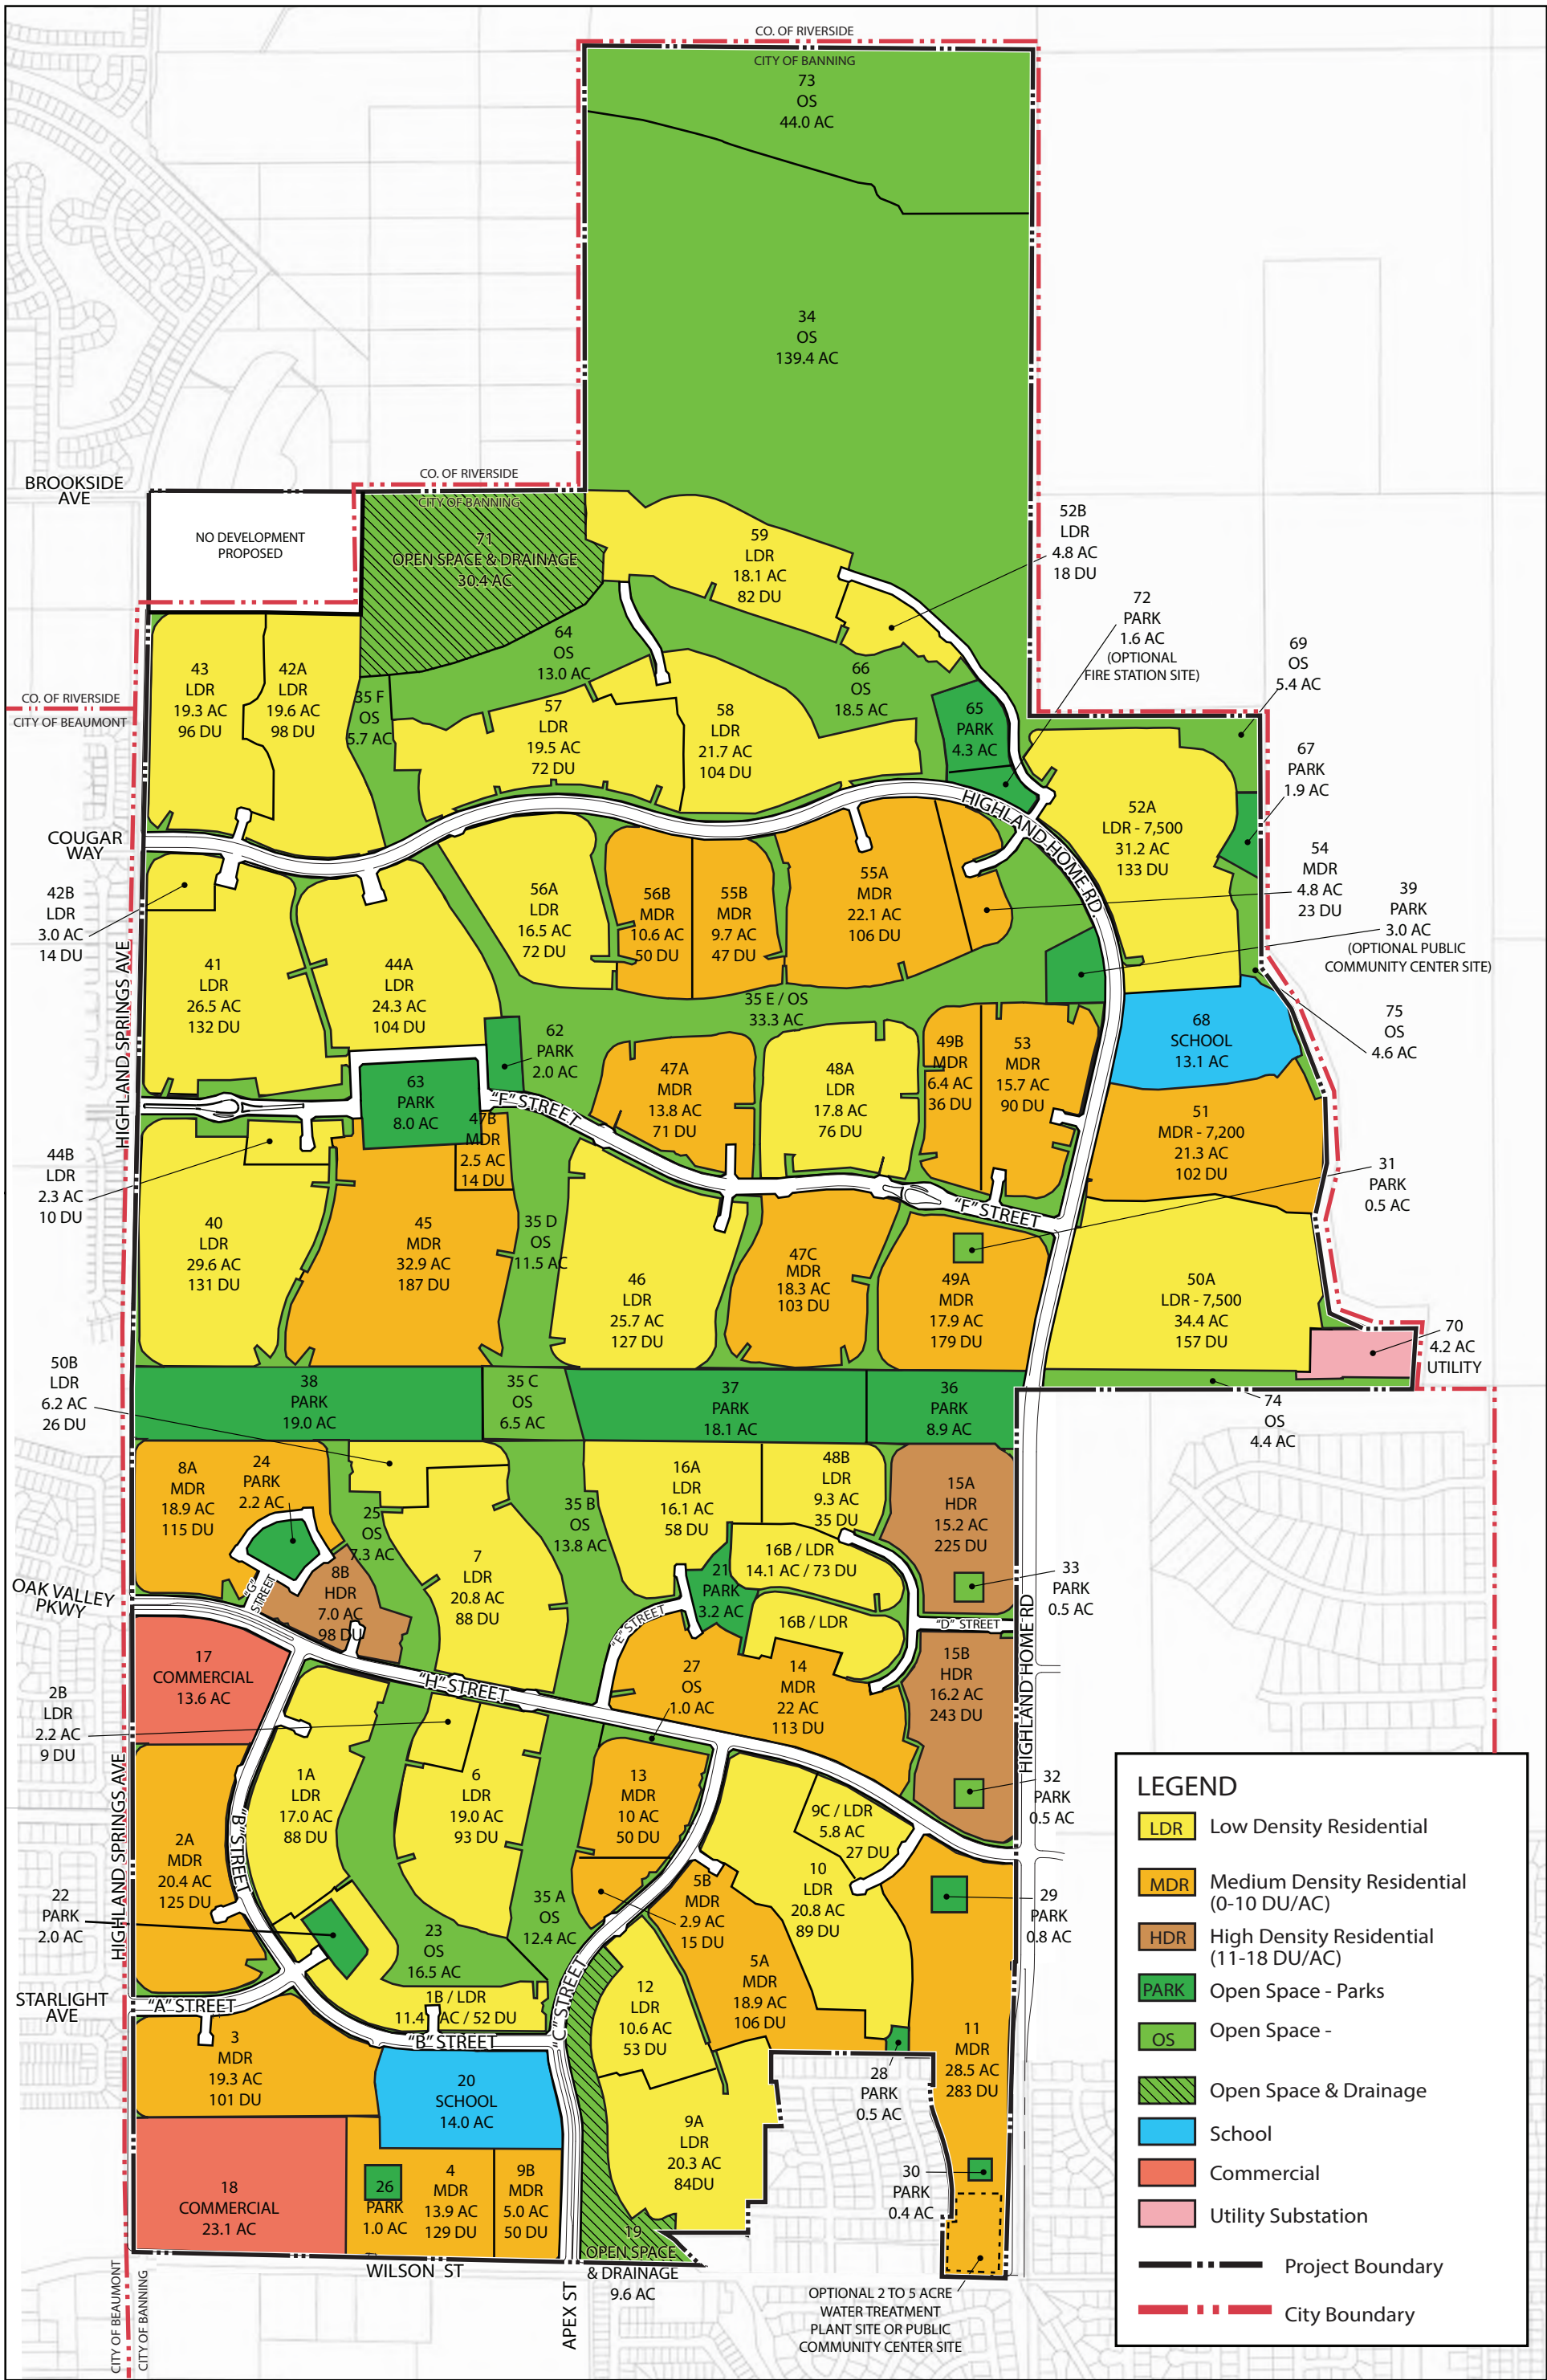 CO. OF RIVERSIDE
CITY OF BANNING
73
OS
44.0 AC
34
OS
139.4 AC
BROOKSIDE
AVE
CO. OF RIVERSIDE
CITY OF BANNING
NO DEVELOPMENT
PROPOSED
71
OPEN SPACE & DRAINAGE
30.4 AC
59
LDR
18.1 AC
82 DU
52B
LDR
4.8 AC
18 DU
72
PARK
1.6 AC
(OPTIONAL
FIRE STATION SITE)
69
OS
5.4 AC
64
OS
13.0 AC
66
OS
18.5 AC
43
LDR
19.3 AC
96 DU
42A
LDR
19.6 AC
98 DU
35 F
OS
5.7 AC
57
LDR
19.5 AC
72 DU
58
LDR
21.7 AC
104 DU
65
PARK
4.3 AC
CO. OF RIVERSIDE
CITY OF BEAUMONT
67
PARK
1.9 AC
HIGHLAND HOME RD.
52A
LDR - 7,500
31.2 AC
133 DU
COUGAR
WAY
54
MDR
4.8 AC
23 DU
42B
LDR
3.0 AC
14 DU
56A
LDR
16.5 AC
72 DU
56B
MDR
10.6 AC
50 DU
55B
MDR
9.7 AC
47 DU
55A
MDR
22.1 AC
106 DU
39
PARK
3.0 AC
(OPTIONAL PUBLIC
COMMUNITY CENTER SITE)
HIGHLAND SPRINGS AVE
41
LDR
26.5 AC
132 DU
44A
LDR
24.3 AC
104 DU
35 E / OS
33.3 AC
75
OS
4.6 AC
62
PARK
2.0 AC
68
SCHOOL
13.1 AC
63
PARK
8.0 AC
"F" STREET
47A
MDR
13.8 AC
71 DU
48A
LDR
17.8 AC
76 DU
49B
MDR
6.4 AC
36 DU
53
MDR
15.7 AC
90 DU
47B
MDR
2.5 AC
14 DU
51
MDR - 7,200
21.3 AC
102 DU
31
PARK
0.5 AC
44B
LDR
2.3 AC
10 DU
"F" STREET
40
LDR
29.6 AC
131 DU
45
MDR
32.9 AC
187 DU
35 D
OS
11.5 AC
46
LDR
25.7 AC
127 DU
47C
MDR
18.3 AC
103 DU
49A
MDR
17.9 AC
179 DU
50A
LDR - 7,500
34.4 AC
157 DU
70
4.2 AC
UTILITY
50B
LDR
6.2 AC
26 DU
38
PARK
19.0 AC
35 C
OS
6.5 AC
37
PARK
18.1 AC
36
PARK
8.9 AC
74
OS
4.4 AC
8A
MDR
18.9 AC
115 DU
24
PARK
2.2 AC
25
OS
7.3 AC
35 B
OS
13.8 AC
16A
LDR
16.1 AC
58 DU
48B
LDR
9.3 AC
35 DU
15A
HDR
15.2 AC
225 DU
7
LDR
20.8 AC
88 DU
16B / LDR
14.1 AC / 73 DU
21
PARK
3.2 AC
33
PARK
0.5 AC
OAK VALLEY
PKWY
"G"
STREET
8B
HDR
7.0 AC
98 DU
"E" STREET
16B / LDR
"D" STREET
HIGHLAND HOME RD
17
COMMERCIAL
13.6 AC
"H" STREET
27
OS
1.0 AC
14
MDR
22 AC
113 DU
15B
HDR
16.2 AC
243 DU
2B
LDR
2.2 AC
9 DU
HIGHLAND SPRINGS AVE
1A
LDR
17.0 AC
88 DU
6
LDR
19.0 AC
93 DU
13
MDR
10 AC
50 DU
9C / LDR
5.8 AC
27 DU
32
PARK
0.5 AC
"B" STREET
2A
MDR
20.4 AC
125 DU
22
PARK
2.0 AC
35 A
OS
12.4 AC
5B
MDR
2.9 AC
15 DU
10
LDR
20.8 AC
89 DU
29
PARK
0.8 AC
23
OS
16.5 AC
5A
MDR
18.9 AC
106 DU
STARLIGHT
AVE
"A" STREET
1B / LDR
11.4 AC / 52 DU
"B" STREET
"C" STREET
12
LDR
10.6 AC
53 DU
3
MDR
19.3 AC
101 DU
20
SCHOOL
14.0 AC
28
PARK
0.5 AC
11
MDR
28.5 AC
283 DU
9A
LDR
20.3 AC
84DU
18
COMMERCIAL
23.1 AC
26
PARK
1.0 AC
4
MDR
13.9 AC
129 DU
9B
MDR
5.0 AC
50 DU
30
PARK
0.4 AC
19
OPEN SPACE
& DRAINAGE
9.6 AC
WILSON ST
APEX ST
CITY OF BEAUMONT
CITY OF BANNING
OPTIONAL 2 TO 5 ACRE
WATER TREATMENT
PLANT SITE OR PUBLIC
COMMUNITY CENTER SITE
LEGEND
LDR Low Density Residential
MDR Medium Density Residential
(0-10 DU/AC)
HDR High Density Residential
(11-18 DU/AC)
PARK Open Space - Parks
OS Open Space -
Open Space & Drainage
School
Commercial
Utility Substation
Project Boundary
City Boundary